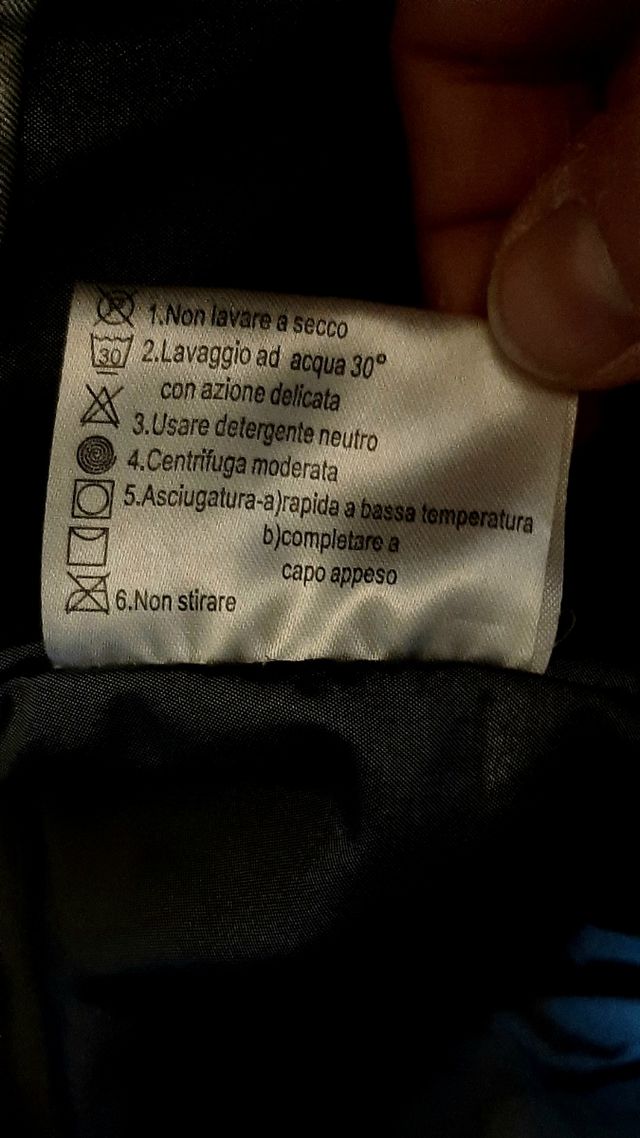 1.Non lavare a secco
30 2.Lavaggio ad acqua 30°
con azione delicata
3.Usare detergente neutro
4.Centrifuga moderata
5.Asciugatura-a)rapida a bassa temperatura
b)completare a
capo appeso
6.Non stirare